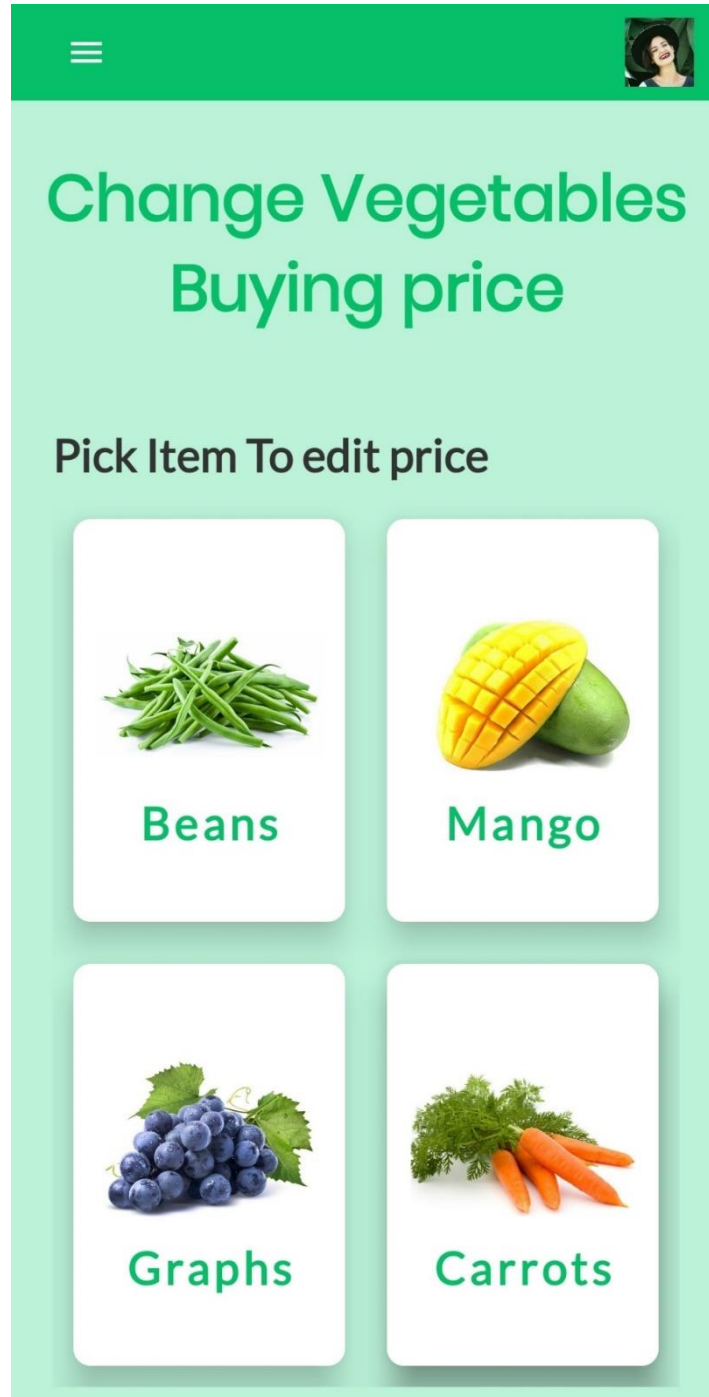 Change Vegetables
Buying price
Pick Item To edit price
Beans
Mango
Graphs
Carrots